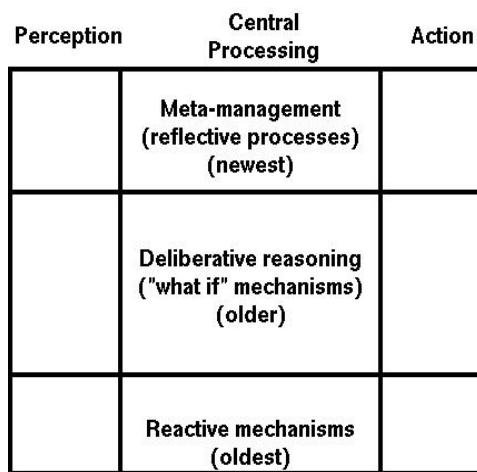 Perception
Central
Processing
Action
Meta-management
(reflective processes)
(newest)
Deliberative reasoning
("what if" mechanisms)
(older)
Reactive mechanisms
(oldest)